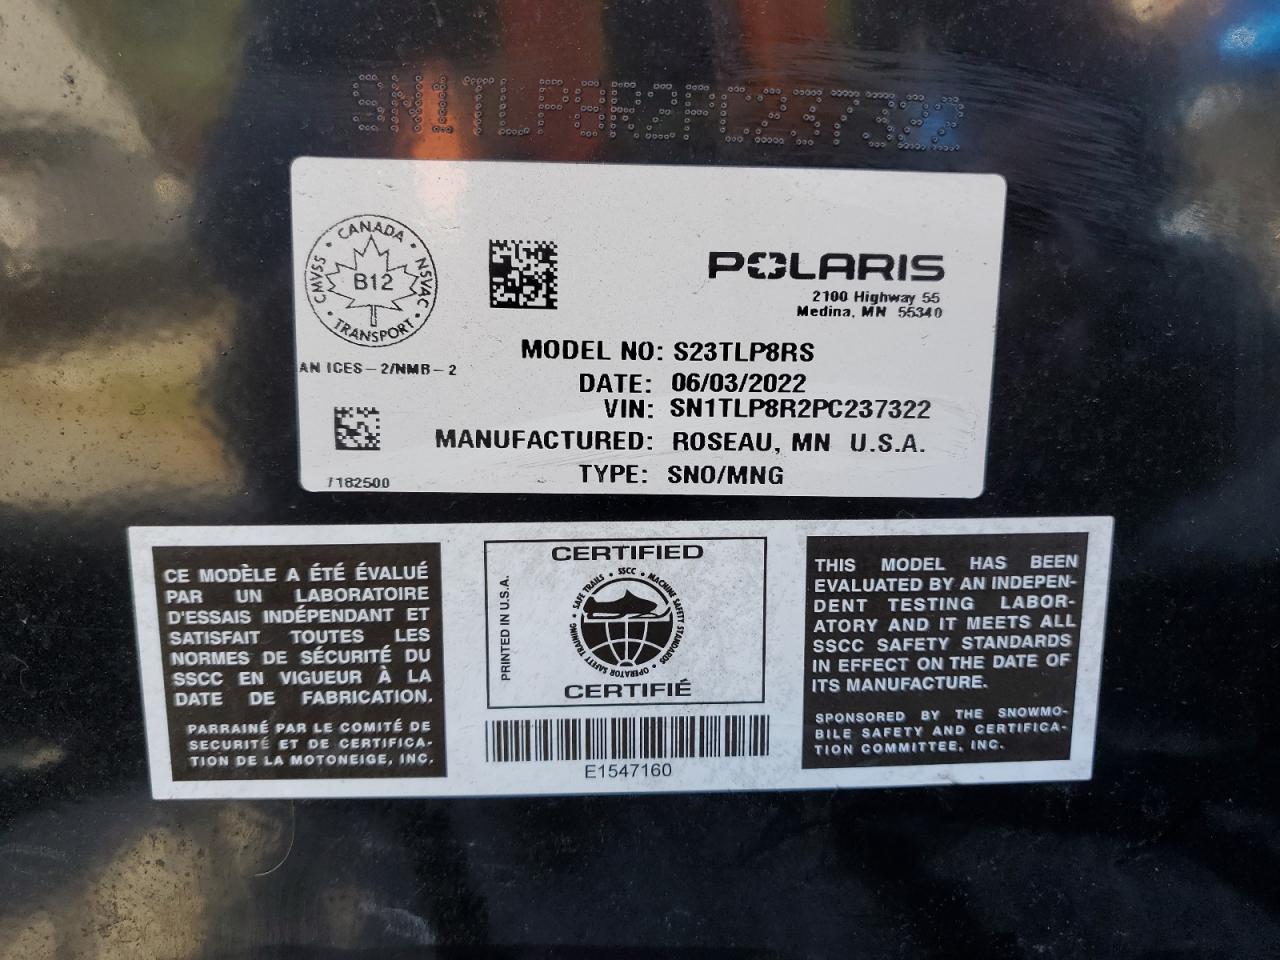 SN1TLP8R2PC237322
CANADA
CMVSS
NSVAC
B12
TRANSPORT
POLARIS
2100 Highway 55
Medina, MN 55340
MODEL NO: S23TLP8RS
AN ICES-2/NMB-2
DATE: 06/03/2022
VIN: SN1TLP8R2PC237322
MANUFACTURED: ROSEAU, MN U.S.A.
TYPE: SNO/MNG
7182500
CE MODÈLE A ÉTÉ ÉVALUÉ
PAR UN LABORATOIRE
D'ESSAIS INDÉPENDANT ET
SATISFAIT TOUTES LES
NORMES DE SÉCURITÉ DU
SSCC EN VIGUEUR À LA
DATE DE FABRICATION.
PARRAINÉ PAR LE COMITÉ DE
SECURITÉ ET DE CERTIFICA-
TION DE LA MOTONEIGE, INC.
PRINTED IN U.S.A.
CERTIFIED
SAFE TRAILS • SSCC • MACHINE SAFETY STANDARDS • OPERATOR SAFETY TRAINING •
CERTIFIÉ
E1547160
THIS MODEL HAS BEEN
EVALUATED BY AN INDEPEN-
DENT TESTING LABOR-
ATORY AND IT MEETS ALL
SSCC SAFETY STANDARDS
IN EFFECT ON THE DATE OF
ITS MANUFACTURE.
SPONSORED BY THE SNOWMO-
BILE SAFETY AND CERTIFICA-
TION COMMITTEE, INC.